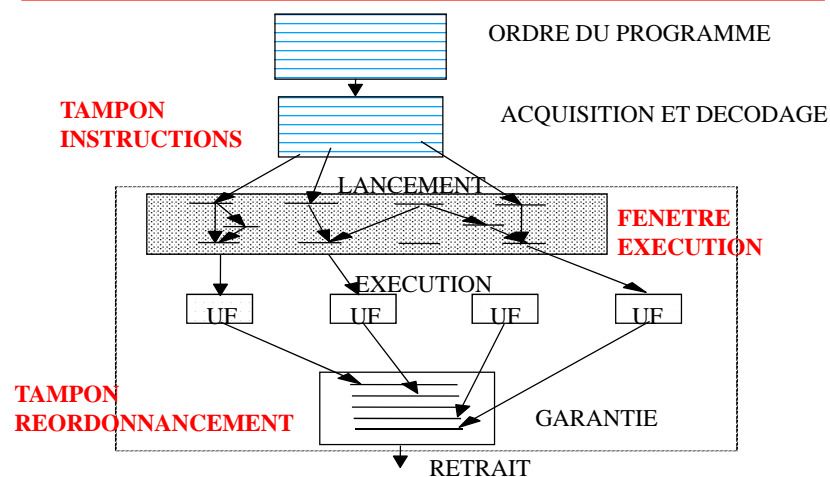 ORDRE DU PROGRAMME
TAMPON
INSTRUCTIONS
ACQUISITION ET DECODAGE
LANCEMENT
FENETRE
EXECUTION
EXECUTION
UF
UF
UF
UF
TAMPON
REORDONNANCEMENT
GARANTIE
RETRAIT